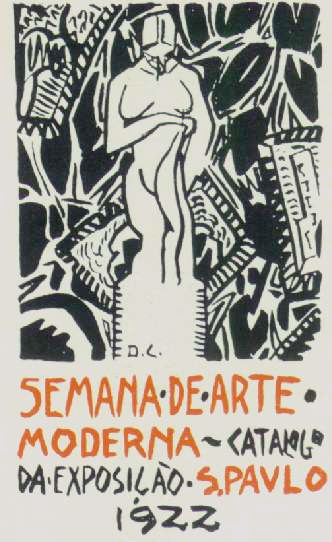 D.C.
SEMANA·DE·ARTE·
MODERNA ~ CATALOGO
DA·EXPOSIÇÃO·S.PAVLO
1922